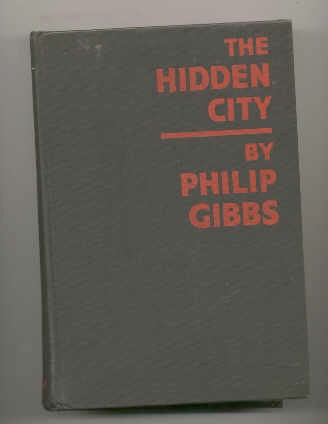 THE
HIDDEN
CITY
BY
PHILIP
GIBBS